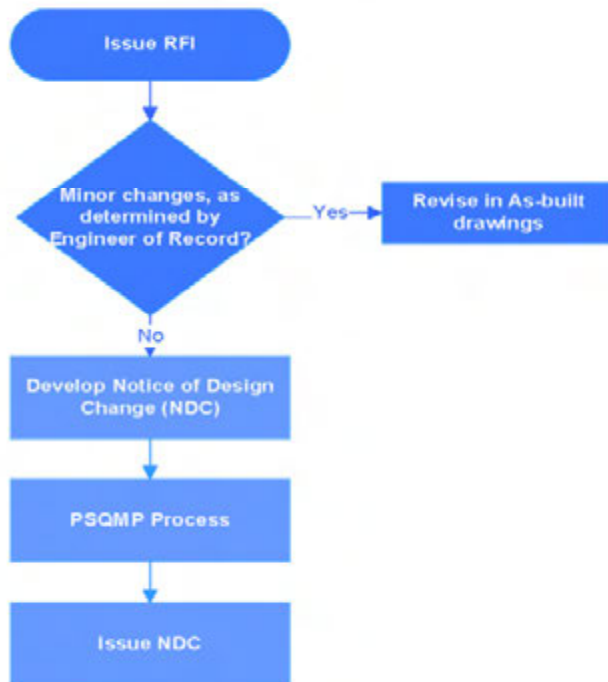 Issue RFI
Minor changes, as
determined by
Engineer of Record?
Yes
Revise in As-built
drawings
No
Develop Notice of Design
Change (NDC)
PSQMP Process
Issue NDC